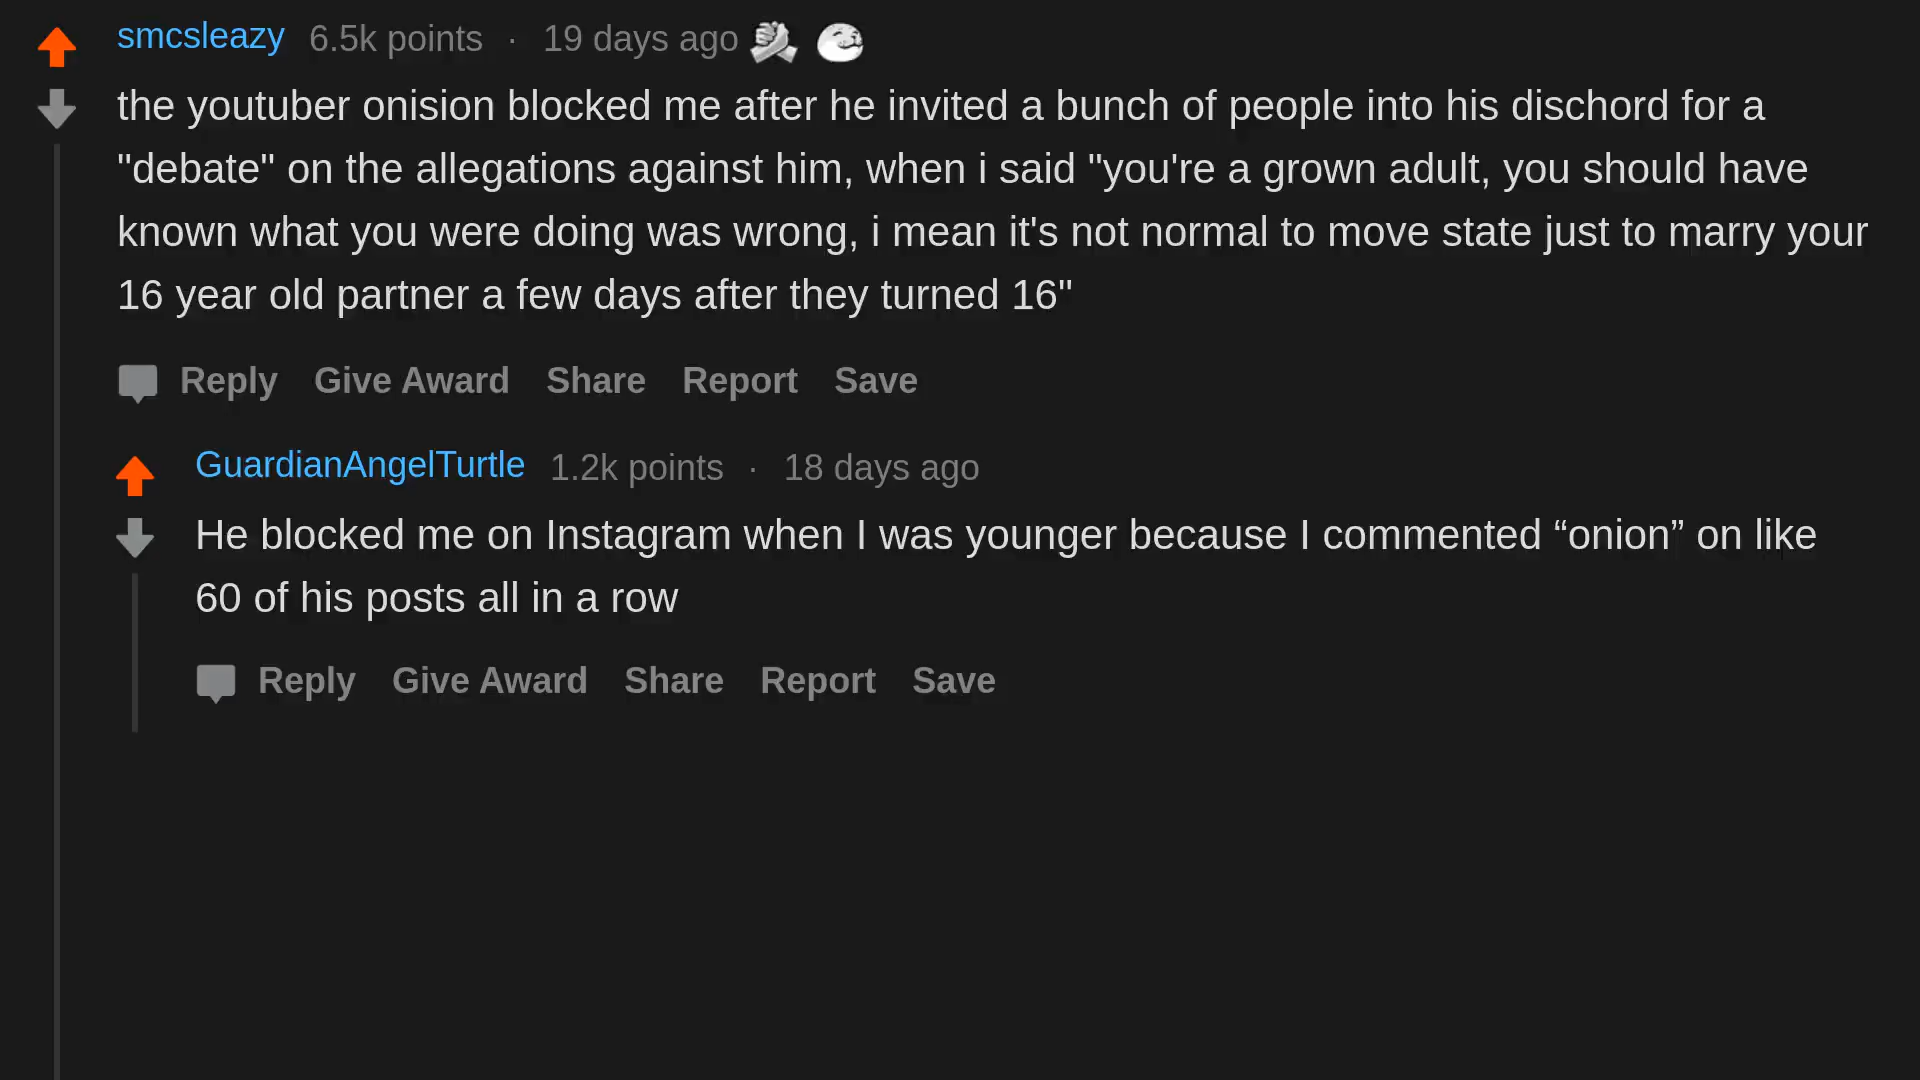 smcsleazy 6.5k points · 19 days ago
the youtuber onision blocked me after he invited a bunch of people into his dischord for a
"debate" on the allegations against him, when i said "you're a grown adult, you should have
known what you were doing was wrong, i mean it's not normal to move state just to marry your
16 year old partner a few days after they turned 16"
Reply Give Award Share Report Save
GuardianAngelTurtle 1.2k points · 18 days ago
He blocked me on Instagram when I was younger because I commented “onion” on like
60 of his posts all in a row
Reply Give Award Share Report Save